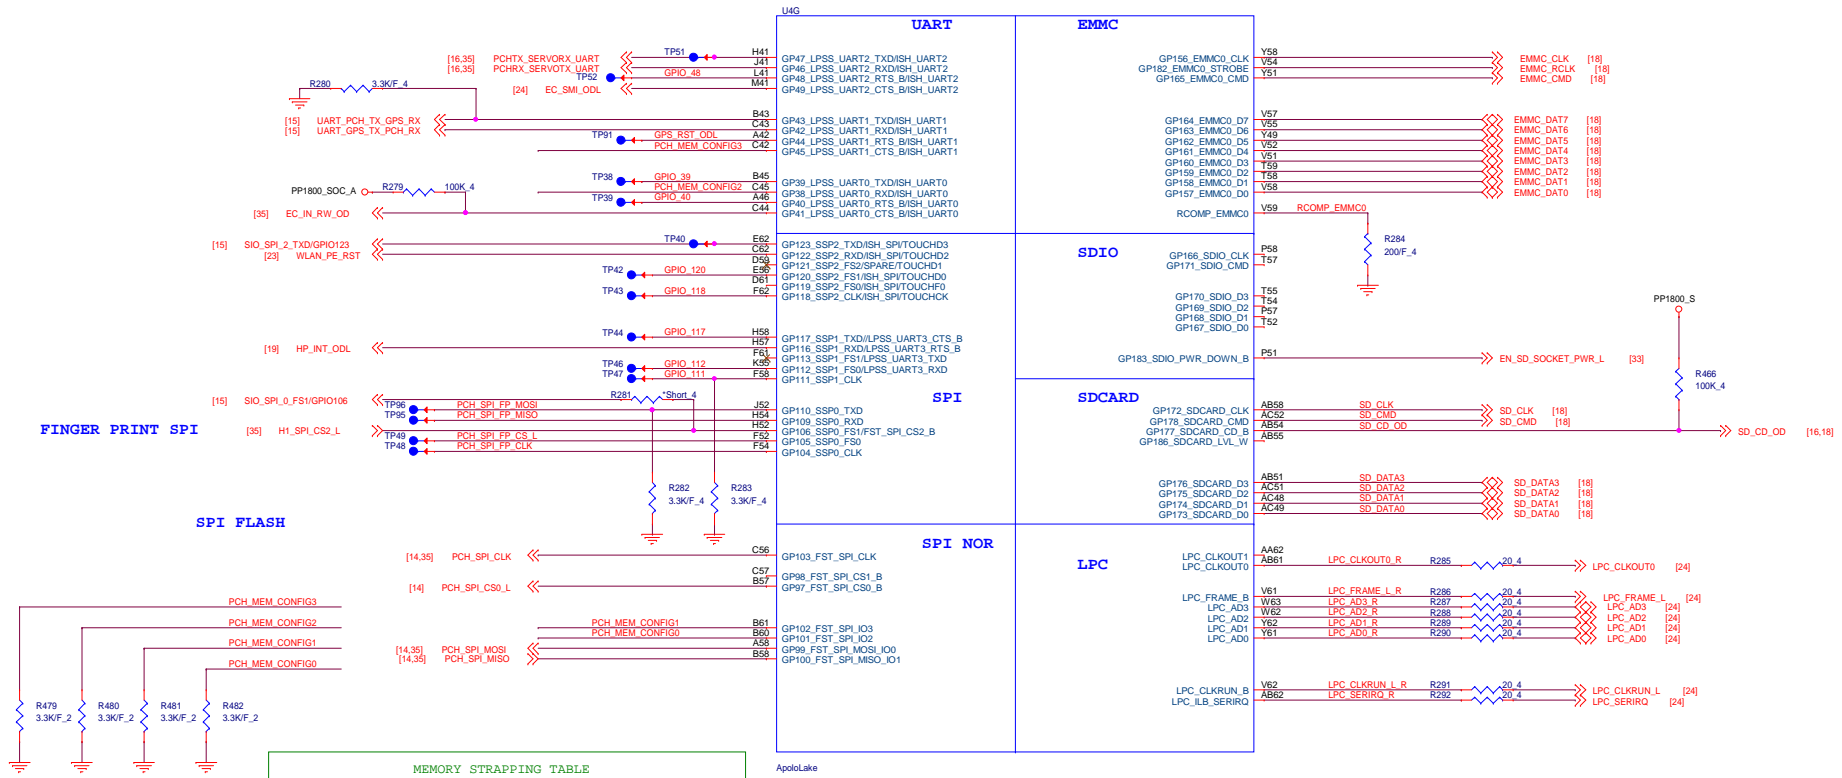 U4G
UART
EMMC
[16,35] PCHTX_SERVORX_UART TP51 H41 GP47_LPSS_UART2_TXD/ISH_UART2
[16,35] PCHRX_SERVOTX_UART J41 GP46_LPSS_UART2_RXD/ISH_UART2
TP52 GPIO_48 L41 GP48_LPSS_UART2_RTS_B/ISH_UART2
[24] EC_SMI_ODL M41 GP49_LPSS_UART2_CTS_B/ISH_UART2
R280 3.3K/F_4
[15] UART_PCH_TX_GPS_RX B43 GP43_LPSS_UART1_TXD/ISH_UART1
[15] UART_GPS_TX_PCH_RX C43 GP42_LPSS_UART1_RXD/ISH_UART1
TP91 GPS_RST_ODL A42 GP44_LPSS_UART1_RTS_B/ISH_UART1
PCH_MEM_CONFIG3 C42 GP45_LPSS_UART1_CTS_B/ISH_UART1
TP38 GPIO_39 B45 GP39_LPSS_UART0_TXD/ISH_UART0
PP1800_SOC_A R279 100K_4 PCH_MEM_CONFIG2 C45 GP38_LPSS_UART0_RXD/ISH_UART0
TP39 GPIO_40 A46 GP40_LPSS_UART0_RTS_B/ISH_UART0
[35] EC_IN_RW_OD C44 GP41_LPSS_UART0_CTS_B/ISH_UART0
GP156_EMMC0_CLK Y58 EMMC_CLK [18]
GP182_EMMC0_STROBE V54 EMMC_RCLK [18]
GP165_EMMC0_CMD Y51 EMMC_CMD [18]
GP164_EMMC0_D7 V57 EMMC_DAT7 [18]
GP163_EMMC0_D6 V55 EMMC_DAT6 [18]
GP162_EMMC0_D5 Y49 EMMC_DAT5 [18]
GP161_EMMC0_D4 V52 EMMC_DAT4 [18]
GP160_EMMC0_D3 V51 EMMC_DAT3 [18]
GP159_EMMC0_D2 T59 EMMC_DAT2 [18]
GP158_EMMC0_D1 T58 EMMC_DAT1 [18]
GP157_EMMC0_D0 V58 EMMC_DAT0 [18]
RCOMP_EMMC0 V59 RCOMP_EMMC0
R284
200/F_4
[15] SIO_SPI_2_TXD/GPIO123 TP40 E62 GP123_SSP2_TXD/ISH_SPI/TOUCHD3
[23] WLAN_PE_RST C62 GP122_SSP2_RXD/ISH_SPI/TOUCHD2
D59 GP121_SSP2_FS2/SPARE/TOUCHD1
TP42 GPIO_120 E56 GP120_SSP2_FS1/ISH_SPI/TOUCHD0
D61 GP119_SSP2_FS0/ISH_SPI/TOUCHF0
TP43 GPIO_118 F62 GP118_SSP2_CLK/ISH_SPI/TOUCHCK
TP44 GPIO_117 H58 GP117_SSP1_TXD//LPSS_UART3_CTS_B
[19] HP_INT_ODL H57 GP116_SSP1_RXD/LPSS_UART3_RTS_B
F61 GP113_SSP1_FS1/LPSS_UART3_TXD
TP46 GPIO_112 K55 GP112_SSP1_FS0/LPSS_UART3_RXD
TP47 GPIO_111 F58 GP111_SSP1_CLK
SPI
[15] SIO_SPI_0_FS1/GPIO106 R281 *Short_4
TP96 PCH_SPI_FP_MOSI J52 GP110_SSP0_TXD
TP95 PCH_SPI_FP_MISO H54 GP109_SSP0_RXD
FINGER PRINT SPI
[35] H1_SPI_CS2_L H52 GP106_SSP0_FS1/FST_SPI_CS2_B
TP49 PCH_SPI_FP_CS_L F52 GP105_SSP0_FS0
TP48 PCH_SPI_FP_CLK F54 GP104_SSP0_CLK
R282
3.3K/F_4
R283
3.3K/F_4
SDIO
GP166_SDIO_CLK P58
GP171_SDIO_CMD T57
GP170_SDIO_D3 T55
GP169_SDIO_D2 T54
GP168_SDIO_D1 P57
GP167_SDIO_D0 T52
GP183_SDIO_PWR_DOWN_B P51 EN_SD_SOCKET_PWR_L [33]
PP1800_S
R466
100K_4
SDCARD
GP172_SDCARD_CLK AB58 SD_CLK SD_CLK [18]
GP178_SDCARD_CMD AC52 SD_CMD SD_CMD [18]
GP177_SDCARD_CD_B AB54 SD_CD_OD SD_CD_OD [16,18]
GP186_SDCARD_LVL_W AB55
GP176_SDCARD_D3 AB51 SD_DATA3 SD_DATA3 [18]
GP175_SDCARD_D2 AC51 SD_DATA2 SD_DATA2 [18]
GP174_SDCARD_D1 AC48 SD_DATA1 SD_DATA1 [18]
GP173_SDCARD_D0 AC49 SD_DATA0 SD_DATA0 [18]
SPI FLASH
SPI NOR
[14,35] PCH_SPI_CLK C56 GP103_FST_SPI_CLK
C57 GP98_FST_SPI_CS1_B
[14] PCH_SPI_CS0_L B57 GP97_FST_SPI_CS0_B
PCH_MEM_CONFIG1 B61 GP102_FST_SPI_IO3
PCH_MEM_CONFIG0 B60 GP101_FST_SPI_IO2
[14,35] PCH_SPI_MOSI A58 GP99_FST_SPI_MOSI_IO0
[14,35] PCH_SPI_MISO B58 GP100_FST_SPI_MISO_IO1
LPC
LPC_CLKOUT1 AA62
LPC_CLKOUT0 AB61 LPC_CLKOUT0_R R285 20_4 LPC_CLKOUT0 [24]
LPC_FRAME_B V61 LPC_FRAME_L_R R286 20_4 LPC_FRAME_L [24]
LPC_AD3 W63 LPC_AD3_R R287 20_4 LPC_AD3 [24]
LPC_AD2 W62 LPC_AD2_R R288 20_4 LPC_AD2 [24]
LPC_AD1 Y62 LPC_AD1_R R289 20_4 LPC_AD1 [24]
LPC_AD0 Y61 LPC_AD0_R R290 20_4 LPC_AD0 [24]
LPC_CLKRUN_B V62 LPC_CLKRUN_L_R R291 20_4 LPC_CLKRUN_L [24]
LPC_ILB_SERIRQ AB62 LPC_SERIRQ_R R292 20_4 LPC_SERIRQ [24]
PCH_MEM_CONFIG3
PCH_MEM_CONFIG2
PCH_MEM_CONFIG1
PCH_MEM_CONFIG0
R479 R480 R481 R482
3.3K/F_2 3.3K/F_2 3.3K/F_2 3.3K/F_2
MEMORY STRAPPING TABLE
ApoloLake